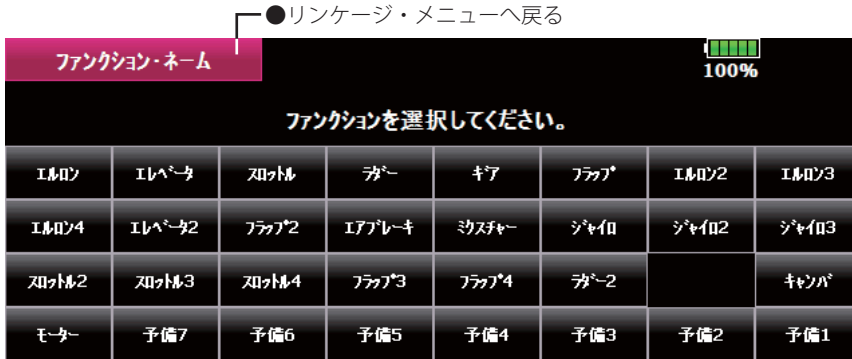 ●リンケージ・メニューへ戻る
ファンクション・ネーム
100%
ファンクションを選択してください。
エルロン エレベータ スロットル ラダー ギア フラップ エルロン2 エルロン3
エルロン4 エレベータ2 フラップ2 エアブレーキ ミクスチャー ジャイロ ジャイロ2 ジャイロ3
スロットル2 スロットル3 スロットル4 フラップ3 フラップ4 ラダー2 キャンバ
モーター 予備7 予備6 予備5 予備4 予備3 予備2 予備1